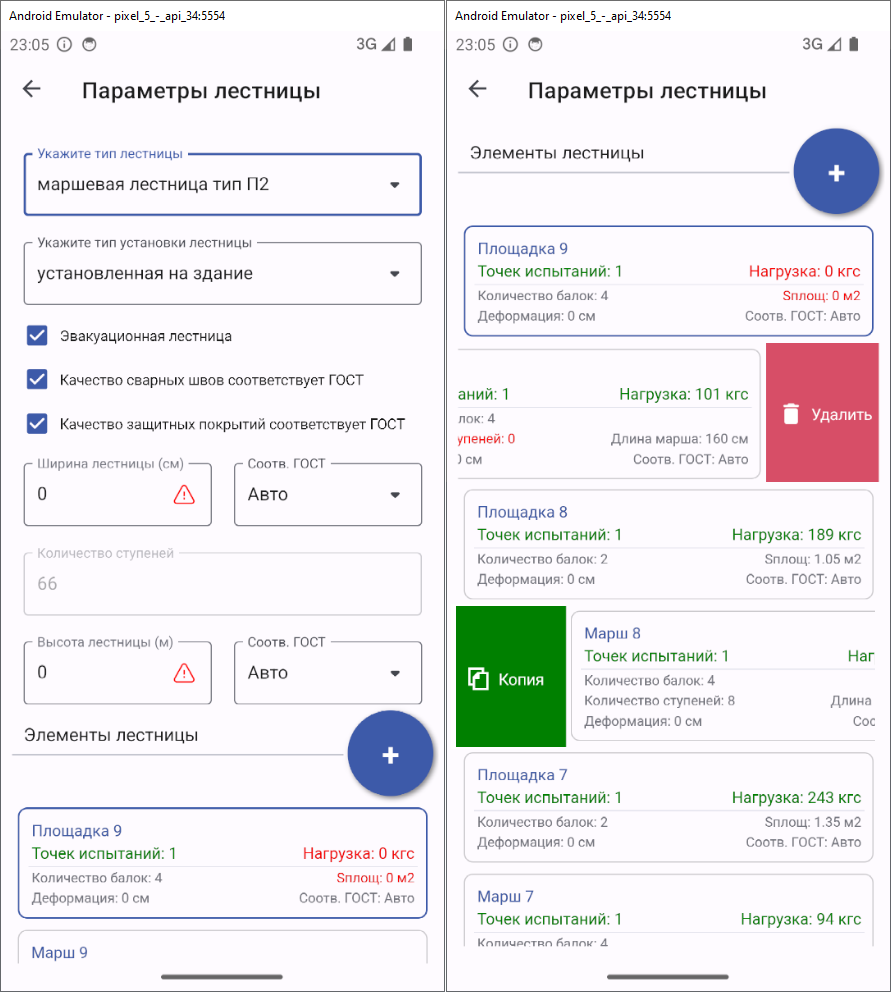 Android Emulator - pixel_5_-_api_34:5554
23:05 3G
Параметры лестницы
Укажите тип лестницы
маршевая лестница тип П2
Укажите тип установки лестницы
установленная на здание
Эвакуационная лестница
Качество сварных швов соответствует ГОСТ
Качество защитных покрытий соответствует ГОСТ
Ширина лестницы (см) Соотв. ГОСТ
0 Авто
Количество ступеней
66
Высота лестницы (м) Соотв. ГОСТ
0 Авто
Элементы лестницы
+
Площадка 9
Точек испытаний: 1 Нагрузка: 0 кгс
Количество балок: 4 Sплощ: 0 м2
Деформация: 0 см Соотв. ГОСТ: Авто
Марш 9
Android Emulator - pixel_5_-_api_34:5554
23:05 3G
Параметры лестницы
Элементы лестницы
+
Площадка 9
Точек испытаний: 1 Нагрузка: 0 кгс
Количество балок: 4 Sплощ: 0 м2
Деформация: 0 см Соотв. ГОСТ: Авто
аний: 1 Нагрузка: 101 кгс
лок: 4
упеней: 0 Длина марша: 160 см
0 см Соотв. ГОСТ: Авто
Удалить
Площадка 8
Точек испытаний: 1 Нагрузка: 189 кгс
Количество балок: 2 Sплощ: 1.05 м2
Деформация: 0 см Соотв. ГОСТ: Авто
Копия
Марш 8
Точек испытаний: 1 Наг
Количество балок: 4
Количество ступеней: 8 Длина
Деформация: 0 см Соо
Площадка 7
Точек испытаний: 1 Нагрузка: 243 кгс
Количество балок: 2 Sплощ: 1.35 м2
Деформация: 0 см Соотв. ГОСТ: Авто
Марш 7
Точек испытаний: 1 Нагрузка: 94 кгс
Количество балок: 4